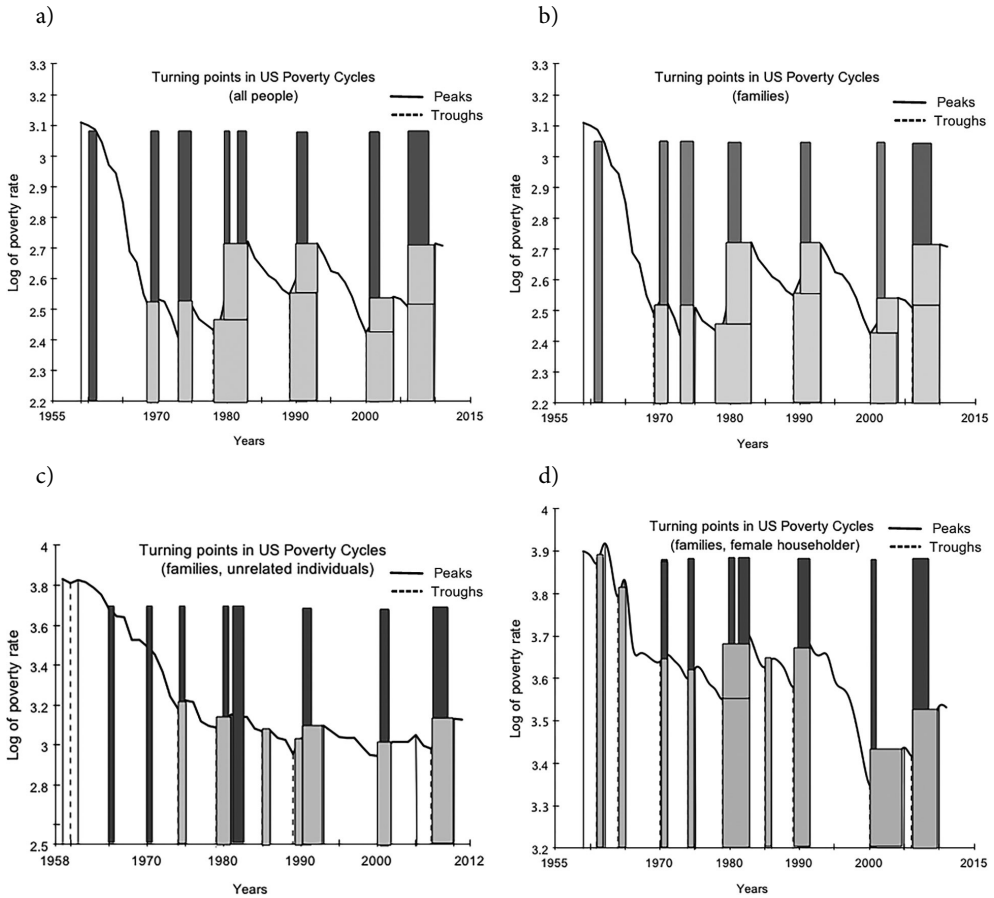 a)
Turning points in US Poverty Cycles
(all people)
Peaks
Troughs
Log of poverty rate
3.3
3.2
3.1
3
2.9
2.8
2.7
2.6
2.5
2.4
2.3
2.2
1955 1970 1980 1990 2000 2015
Years
b)
Turning points in US Poverty Cycles
(families)
Peaks
Troughs
Log of poverty rate
3.3
3.2
3.1
3
2.9
2.8
2.7
2.6
2.5
2.4
2.3
2.2
1955 1970 1980 1990 2000 2015
Years
c)
Turning points in US Poverty Cycles
(families, unrelated individuals)
Peaks
Troughs
Log of poverty rate
4
3.8
3.6
3.4
3.2
3
2.8
2.5
1958 1970 1980 1990 2000 2012
Years
d)
Turning points in US Poverty Cycles
(families, female householder)
Peaks
Troughs
Log of poverty rate
4
3.9
3.8
3.7
3.6
3.5
3.4
3.3
3.2
1955 1970 1980 1990 2000 2015
Years